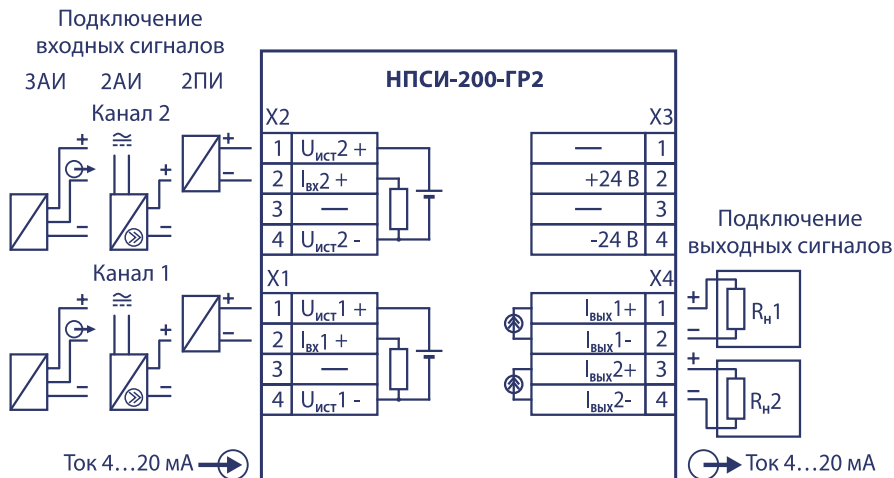 Подключение
входных сигналов
3АИ 2АИ 2ПИ
Канал 2
НПСИ-200-ГР2
X2
1 Uист2 +
2 Iвх2 +
3 —
4 Uист2 -
X3
— 1
+24 В 2
— 3
-24 В 4
Канал 1
X1
1 Uист1 +
2 Iвх1 +
3 —
4 Uист1 -
X4
Iвых1+ 1
Iвых1- 2
Iвых2+ 3
Iвых2- 4
Подключение
выходных сигналов
+
Rн1
–
+
Rн2
–
Ток 4...20 мА
Ток 4...20 мА